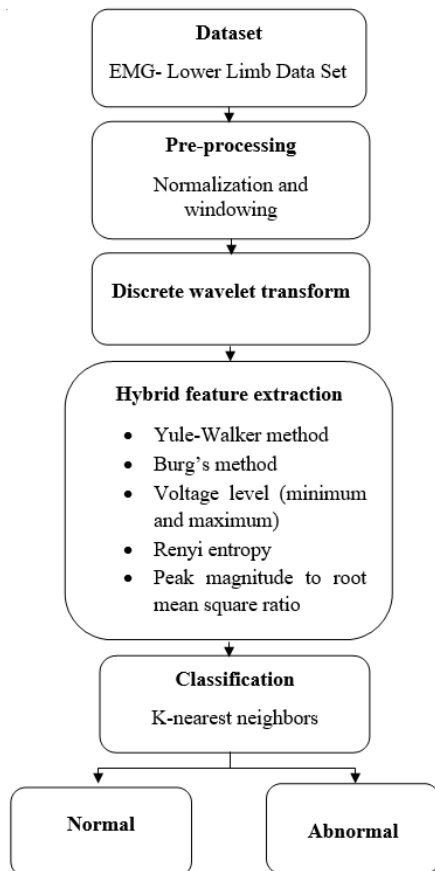 Dataset
EMG- Lower Limb Data Set
Pre-processing
Normalization and
windowing
Discrete wavelet transform
Hybrid feature extraction
• Yule-Walker method
• Burg’s method
• Voltage level (minimum
and maximum)
• Renyi entropy
• Peak magnitude to root
mean square ratio
Classification
K-nearest neighbors
Normal
Abnormal